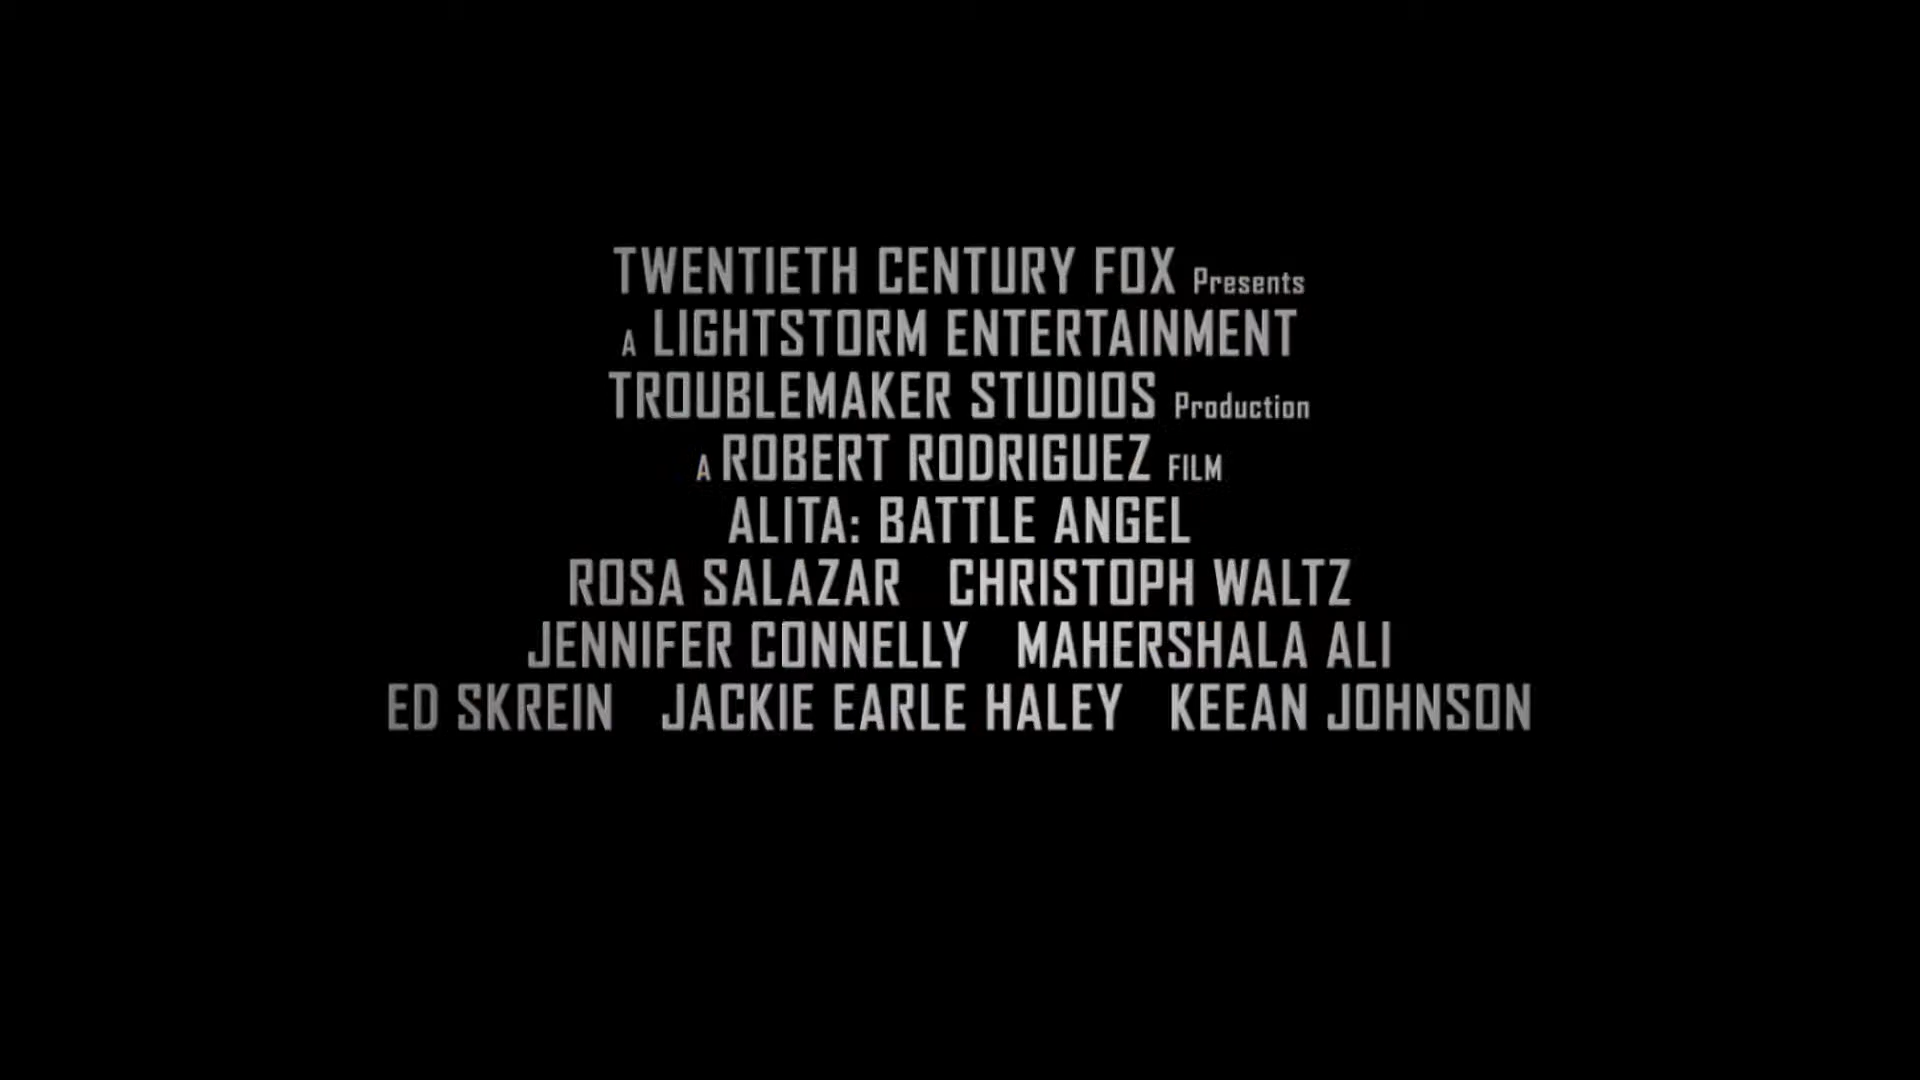 TWENTIETH CENTURY FOX Presents
A LIGHTSTORM ENTERTAINMENT
TROUBLEMAKER STUDIOS Production
A ROBERT RODRIGUEZ FILM
ALITA: BATTLE ANGEL
ROSA SALAZAR CHRISTOPH WALTZ
JENNIFER CONNELLY MAHERSHALA ALI
ED SKREIN JACKIE EARLE HALEY KEEAN JOHNSON